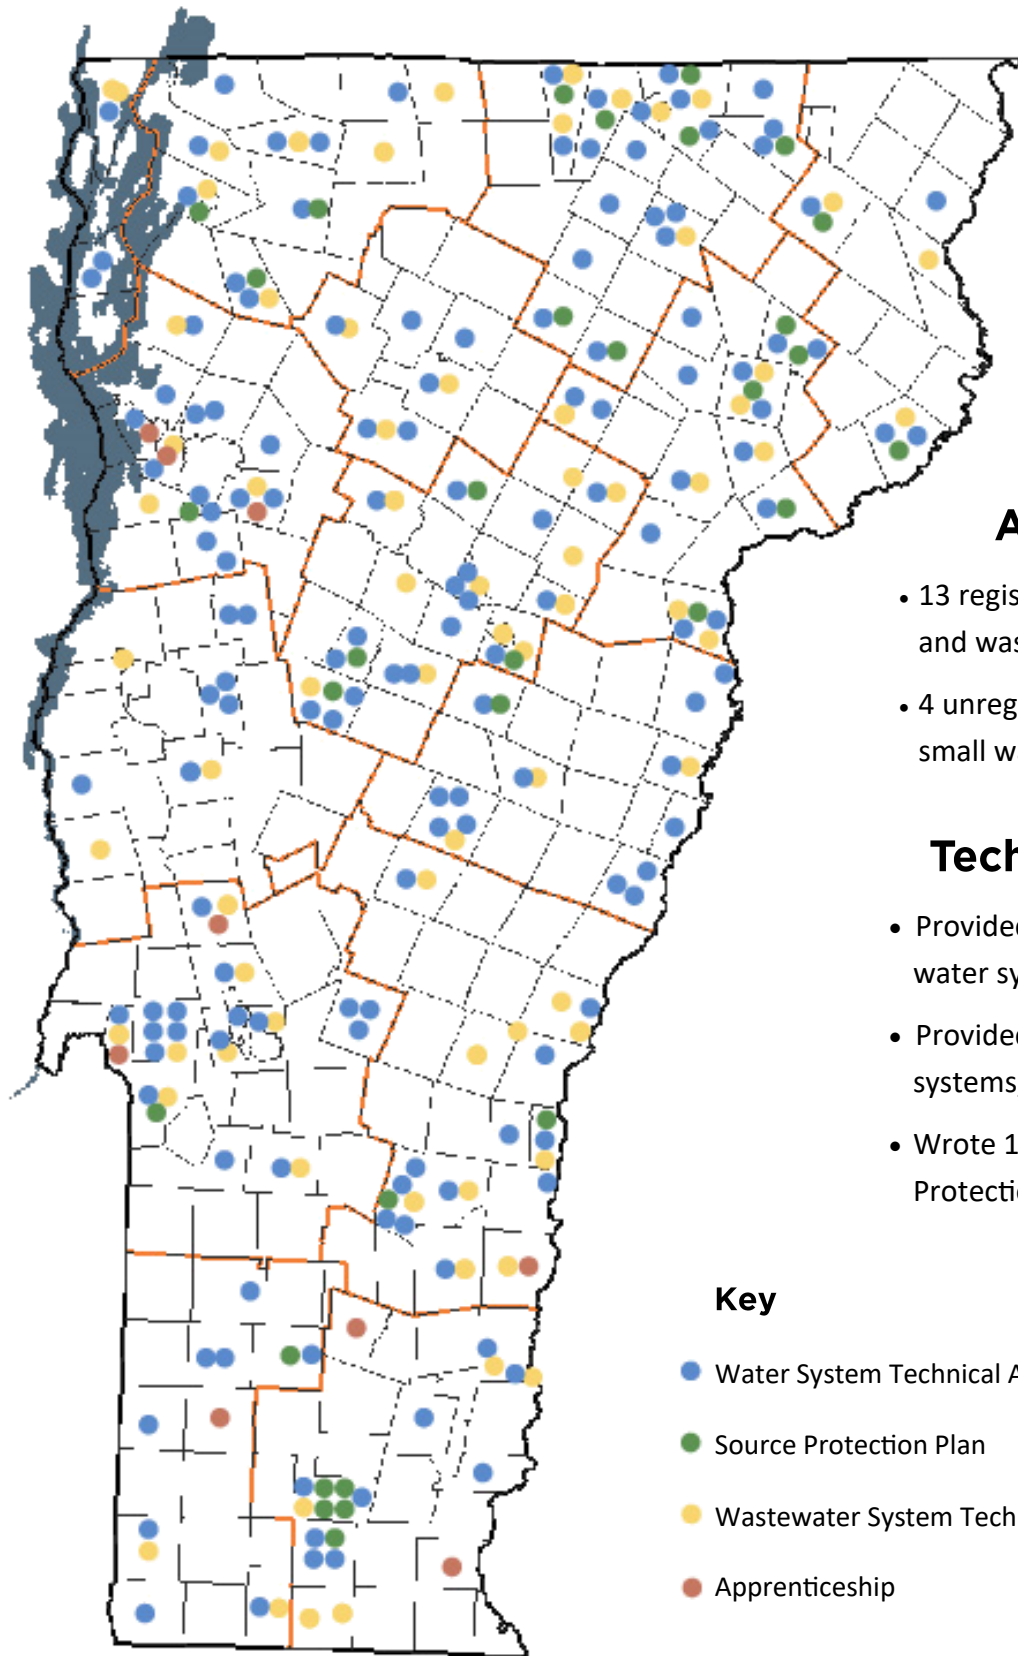 A
• 13 regis
and was
• 4 unreg
small w
Tech
• Provided
water sy
• Provided
systems,
• Wrote 1
Protectio
Key
Water System Technical A
Source Protection Plan
Wastewater System Tech
Apprenticeship